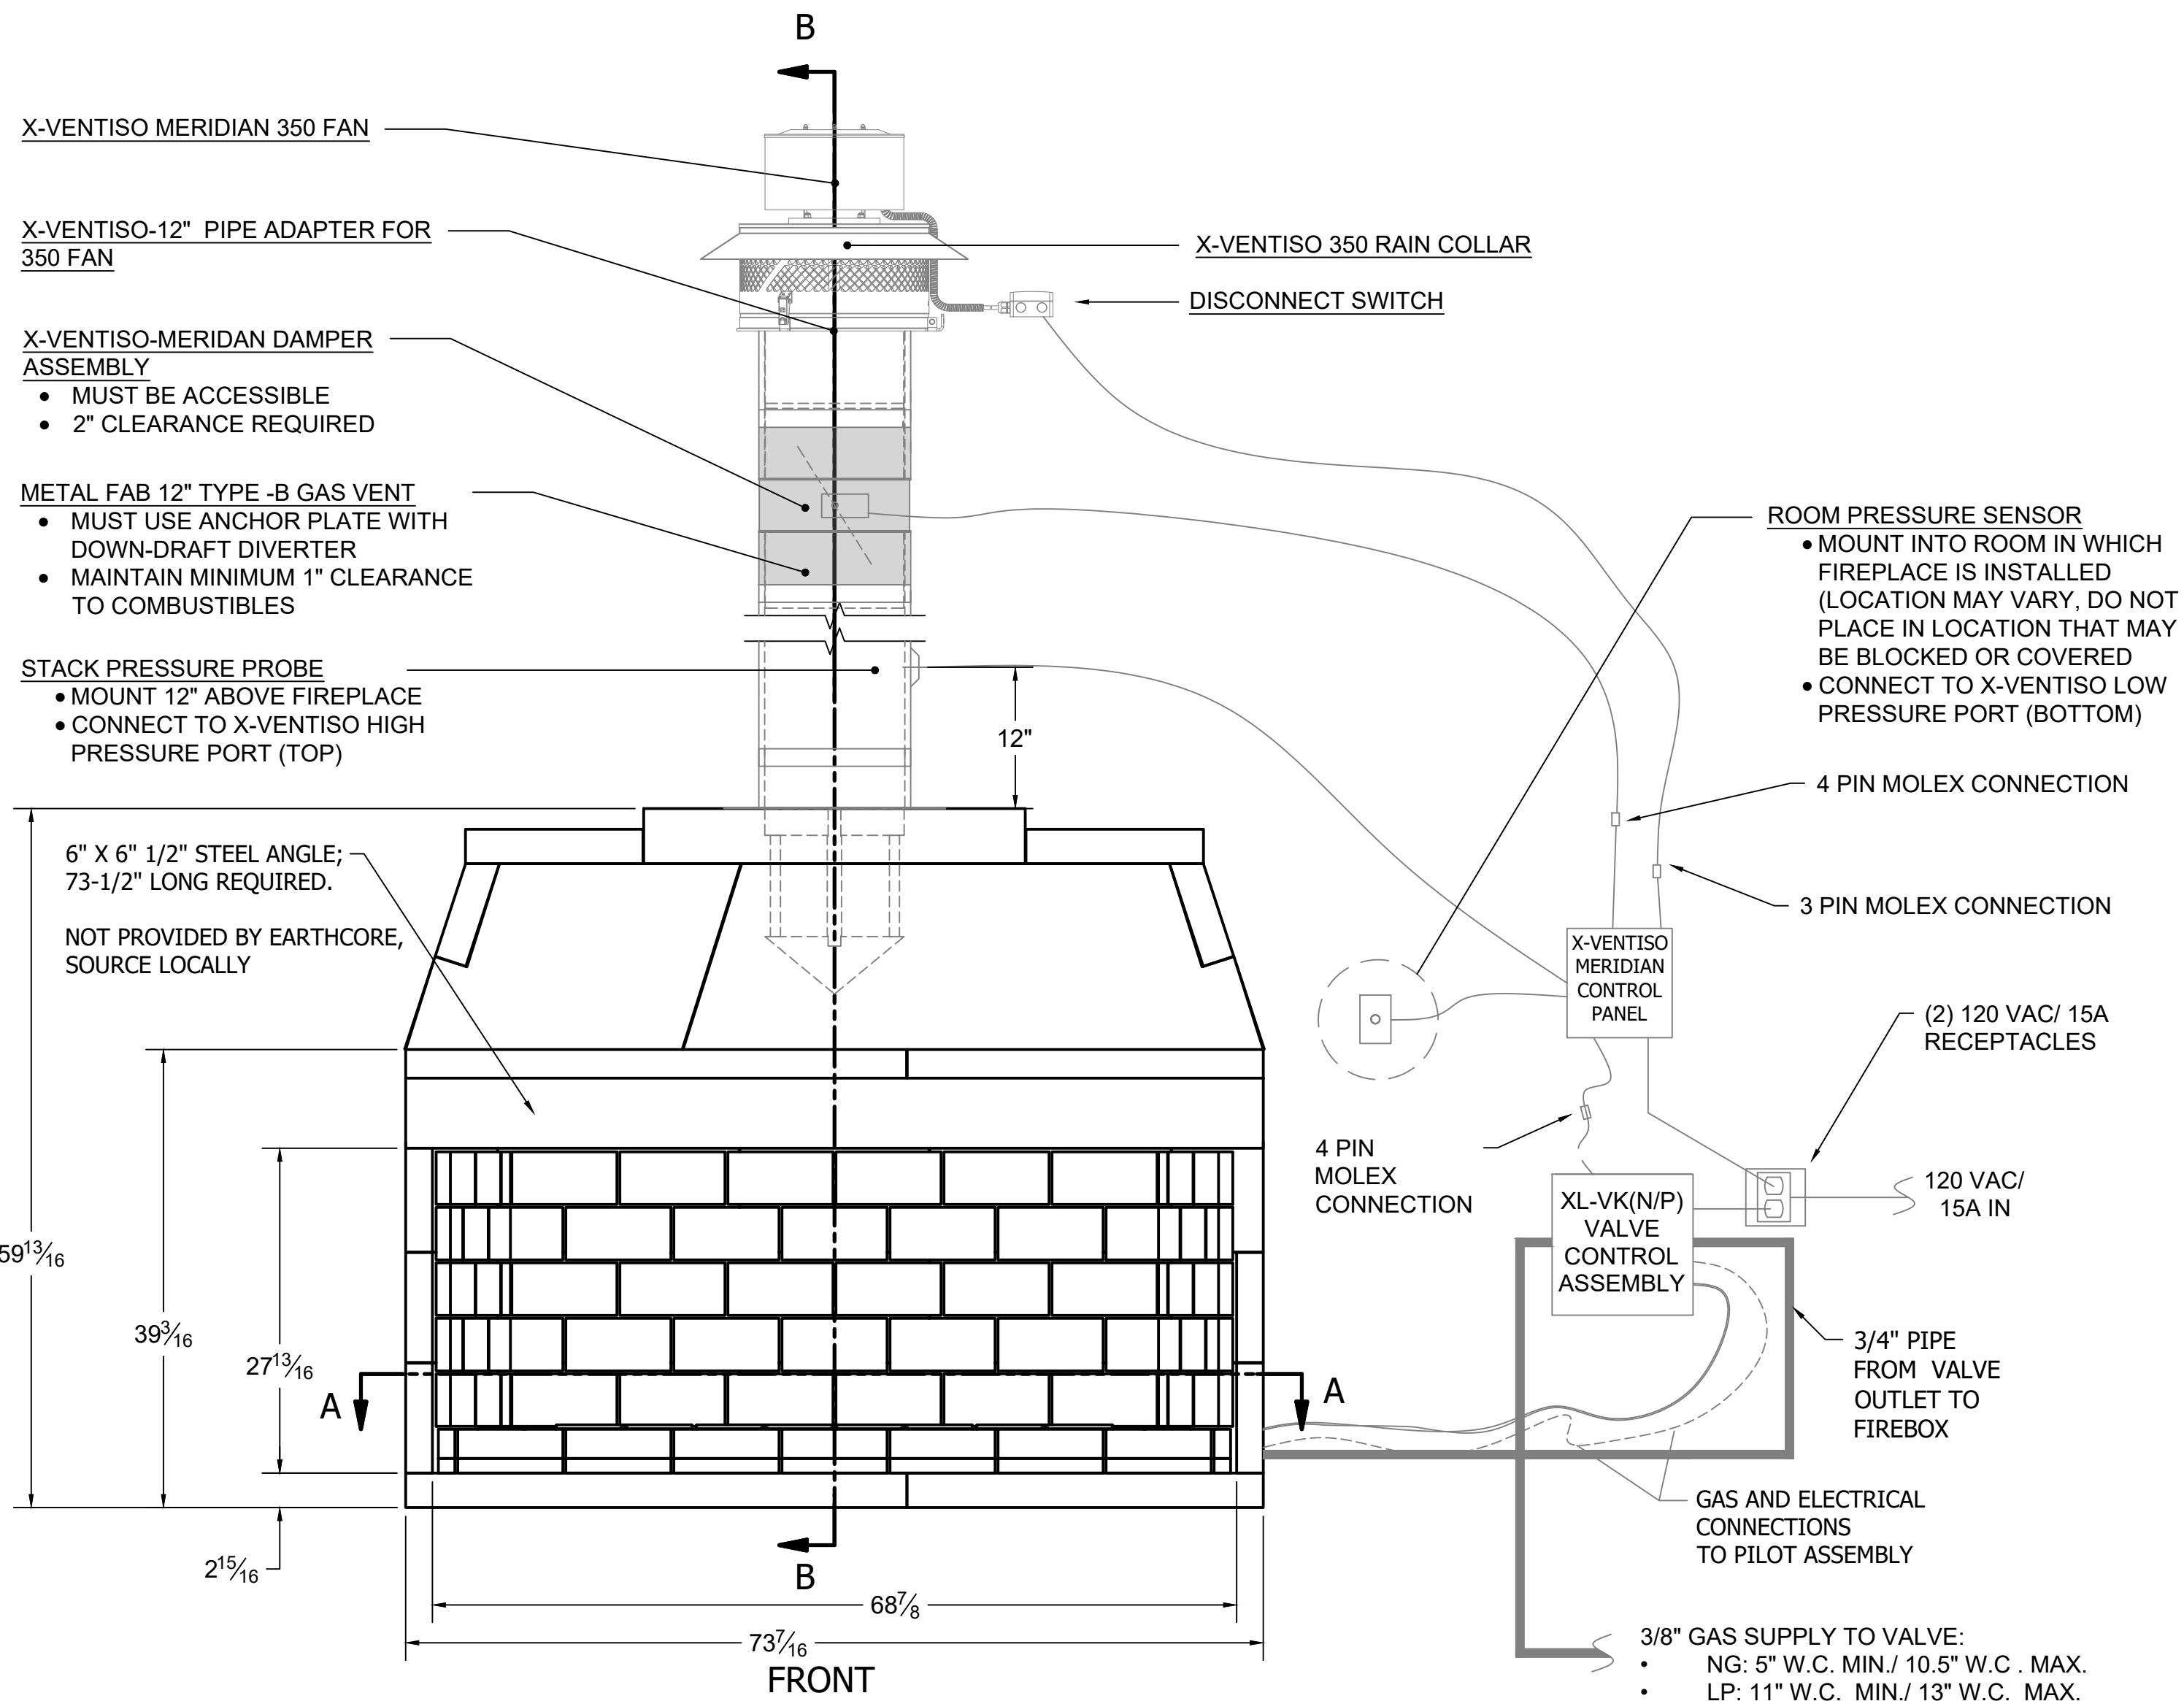 B
X-VENTISO MERIDIAN 350 FAN
X-VENTISO-12" PIPE ADAPTER FOR
350 FAN
X-VENTISO 350 RAIN COLLAR
DISCONNECT SWITCH
X-VENTISO-MERIDAN DAMPER
ASSEMBLY
• MUST BE ACCESSIBLE
• 2" CLEARANCE REQUIRED
METAL FAB 12" TYPE -B GAS VENT
• MUST USE ANCHOR PLATE WITH
DOWN-DRAFT DIVERTER
• MAINTAIN MINIMUM 1" CLEARANCE
TO COMBUSTIBLES
ROOM PRESSURE SENSOR
• MOUNT INTO ROOM IN WHICH
FIREPLACE IS INSTALLED
(LOCATION MAY VARY, DO NOT
PLACE IN LOCATION THAT MAY
BE BLOCKED OR COVERED
• CONNECT TO X-VENTISO LOW
PRESSURE PORT (BOTTOM)
STACK PRESSURE PROBE
• MOUNT 12" ABOVE FIREPLACE
• CONNECT TO X-VENTISO HIGH
PRESSURE PORT (TOP)
12"
4 PIN MOLEX CONNECTION
3 PIN MOLEX CONNECTION
6" X 6" 1/2" STEEL ANGLE;
73-1/2" LONG REQUIRED.
NOT PROVIDED BY EARTHCORE,
SOURCE LOCALLY
X-VENTISO
MERIDIAN
CONTROL
PANEL
(2) 120 VAC/ 15A
RECEPTACLES
4 PIN
MOLEX
CONNECTION
120 VAC/
15A IN
XL-VK(N/P)
VALVE
CONTROL
ASSEMBLY
59 13/16
39 3/16
27 13/16
A
A
3/4" PIPE
FROM VALVE
OUTLET TO
FIREBOX
GAS AND ELECTRICAL
CONNECTIONS
TO PILOT ASSEMBLY
2 15/16
B
68 7/8
73 7/16
FRONT
3/8" GAS SUPPLY TO VALVE:
• NG: 5" W.C. MIN./ 10.5" W.C . MAX.
• LP: 11" W.C. MIN./ 13" W.C. MAX.